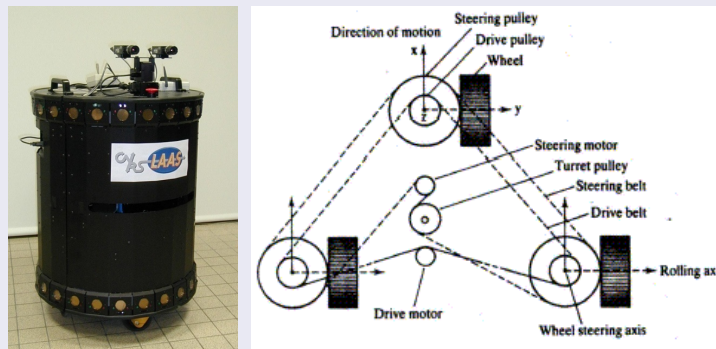 CNRS
LAAS
Steering pulley
Direction of motion
Drive pulley
x
Wheel
z
y
Steering motor
Turret pulley
Steering belt
Drive belt
Rolling ax
Drive motor
Wheel steering axis